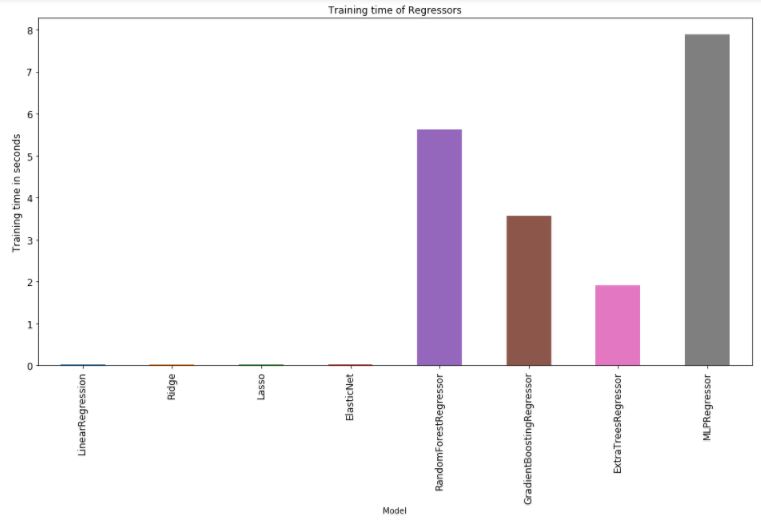 Training time of Regressors
Training time in seconds
8
7
6
5
4
3
2
1
0
LinearRegression
Ridge
Lasso
ElasticNet
RandomForestRegressor
GradientBoostingRegressor
ExtraTreesRegressor
MLPRegressor
Model